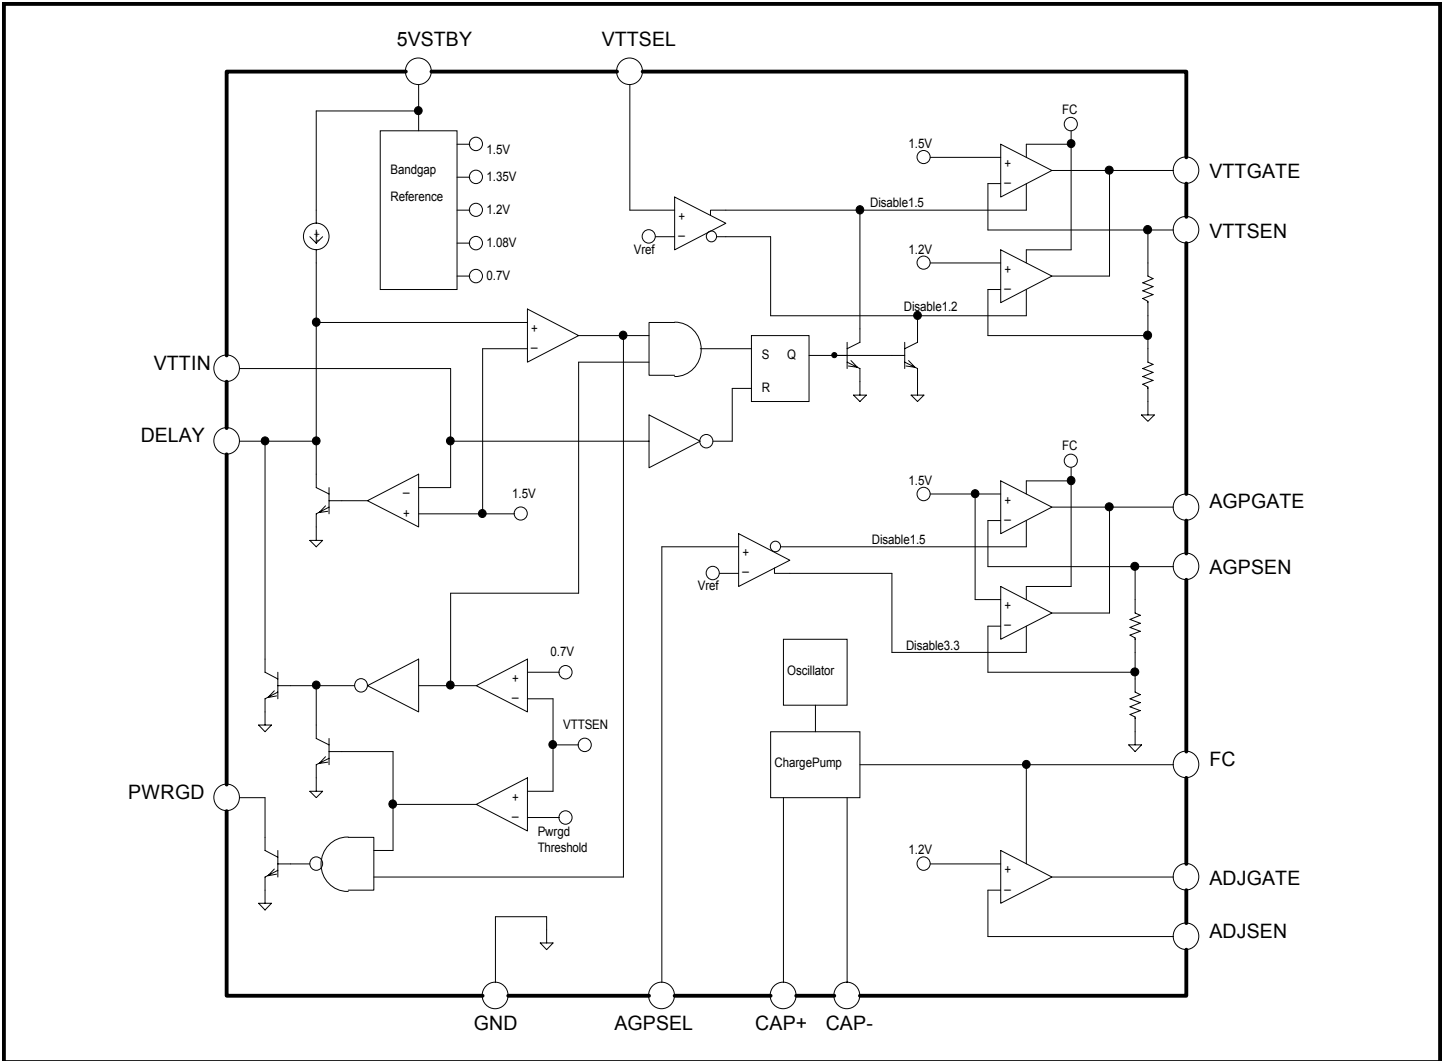 5VSTBY
VTTSEL
FC
1.5V
+
−
VTTGATE
Bandgap
Reference
1.5V
1.35V
1.2V
1.08V
0.7V
Disable1.5
+
−
Vref
VTTSEN
1.2V
+
−
Disable1.2
+
−
S Q
R
VTTIN
DELAY
−
+
1.5V
FC
1.5V
+
−
AGPGATE
Disable1.5
+
−
Vref
AGPSEN
+
−
Disable3.3
0.7V
+
−
VTTSEN
Oscillator
ChargePump
FC
PWRGD
+
−
Pwrgd
Threshold
1.2V
+
−
ADJGATE
ADJSEN
GND
AGPSEL
CAP+
CAP-